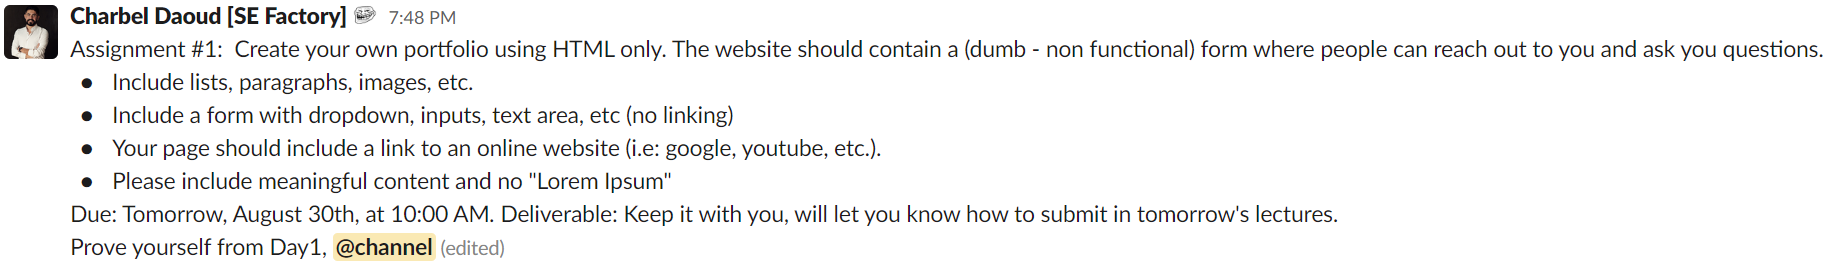 Charbel Daoud [SE Factory] 7:48 PM
Assignment #1: Create your own portfolio using HTML only. The website should contain a (dumb - non functional) form where people can reach out to you and ask you questions.
● Include lists, paragraphs, images, etc.
● Include a form with dropdown, inputs, text area, etc (no linking)
● Your page should include a link to an online website (i.e: google, youtube, etc.).
● Please include meaningful content and no "Lorem Ipsum"
Due: Tomorrow, August 30th, at 10:00 AM. Deliverable: Keep it with you, will let you know how to submit in tomorrow's lectures.
Prove yourself from Day1, @channel (edited)